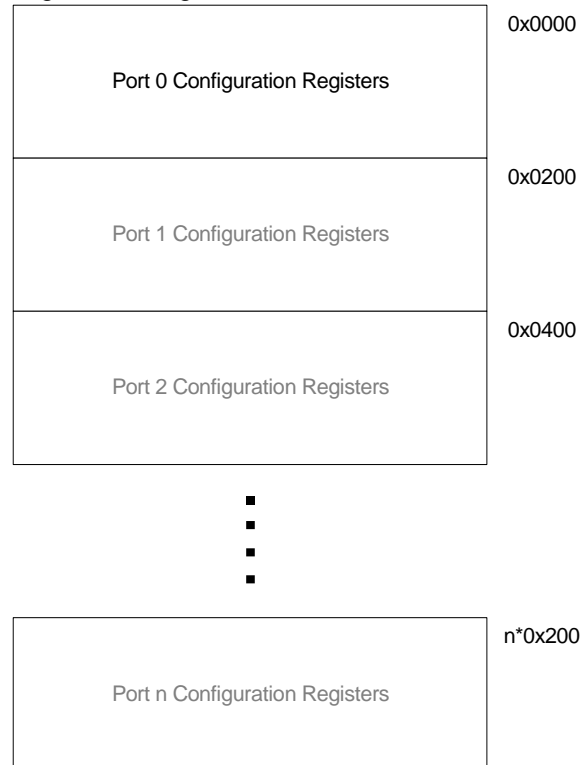 0x0000
Port 0 Configuration Registers
0x0200
Port 1 Configuration Registers
0x0400
Port 2 Configuration Registers
n*0x200
Port n Configuration Registers